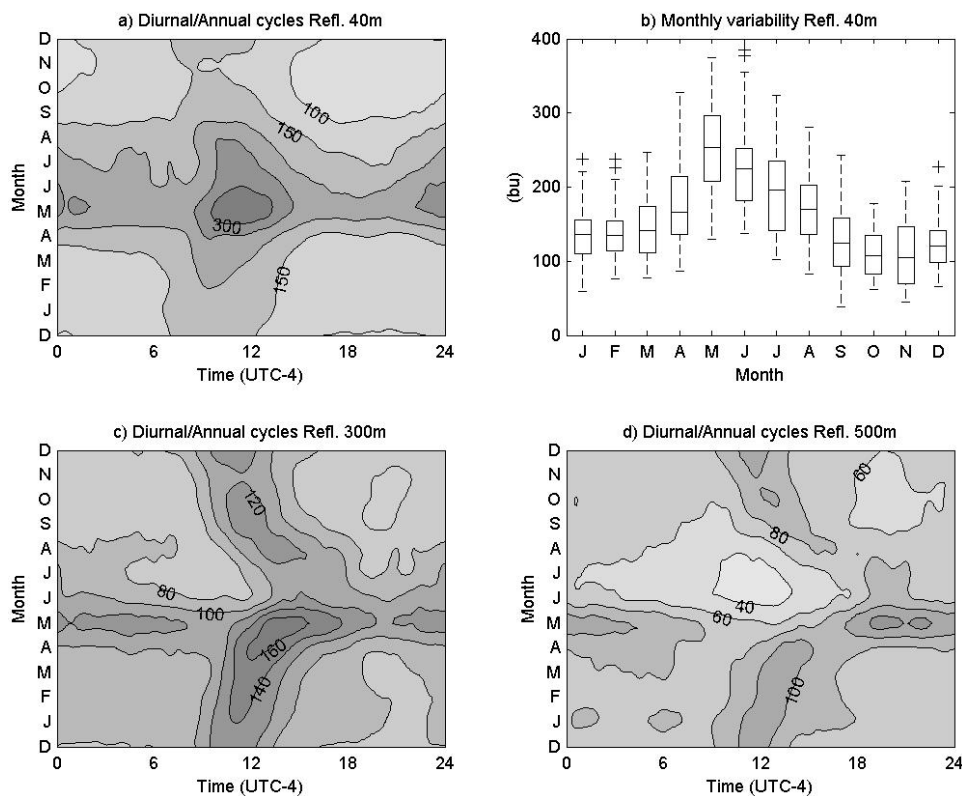 a) Diurnal/Annual cycles Refl. 40m
D
N
O
S
A
J
J
M
A
M
F
J
D
Month
100
150
300
150
0 6 12 18 24
Time (UTC-4)
b) Monthly variability Refl. 40m
400
300
200
100
0
(bu)
J F M A M J J A S O N D
Month
c) Diurnal/Annual cycles Refl. 300m
D
N
O
S
A
J
J
M
A
M
F
J
D
Month
120
80
100
160
140
0 6 12 18 24
Time (UTC-4)
d) Diurnal/Annual cycles Refl. 500m
D
N
O
S
A
J
J
M
A
M
F
J
D
Month
60
80
40
60
100
0 6 12 18 24
Time (UTC-4)